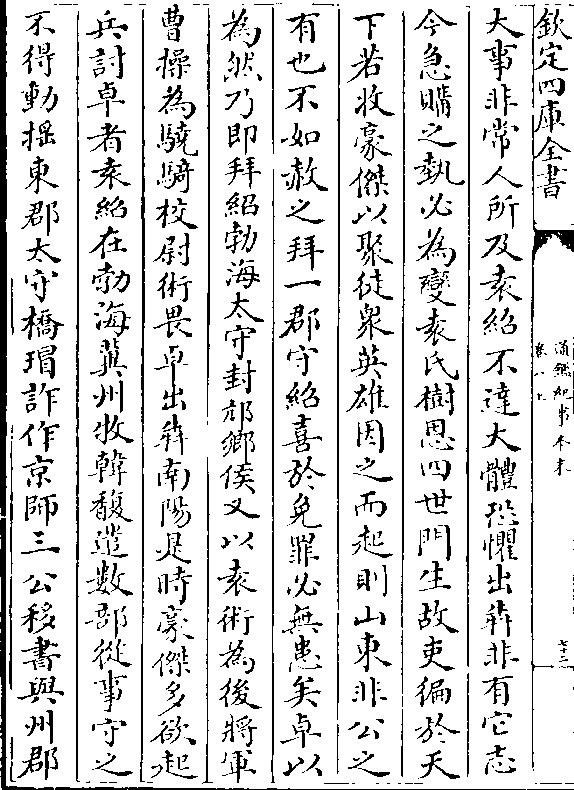 欽定四庫全書
通鑑紀事本末
卷八上
七十三
大事非常人所及袁紹不達大體恐懼出犇非有它志
今急購之執必為變袁氏樹恩四世門生故吏徧於天
下若收豪傑以聚徒衆英雄因之而起則山東非公之
有也不如赦之拜一郡守紹喜於免罪必無患矣卓以
為然乃即拜紹勃海太守封邟鄉侯又以袁術為後將軍
曹操為驍騎校尉術畏卓出犇南陽是時豪傑多欲起
兵討卓者袁紹在勃海冀州牧韓馥遣數部從事守之
不得動揺東郡太守橋瑁詐作京師三公移書與州郡